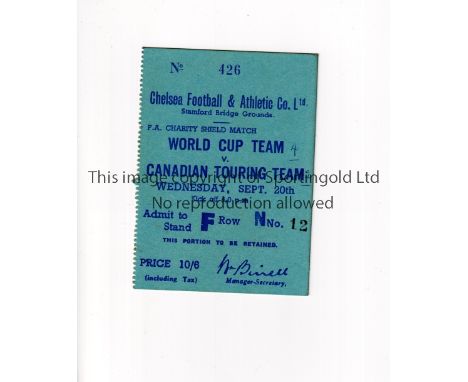 No 426
Chelsea Football & Athletic Co. Ltd.
Stamford Bridge Grounds.
F.A. CHARITY SHIELD MATCH
WORLD CUP TEAM 4
v.
CANADIAN TOURING TEAM
This image copyright of Sportingold Ltd
WEDNESDAY, SEPT. 20th
No reproduction allowed
Admit to Stand F Row N No. 12
THIS PORTION TO BE RETAINED.
PRICE 10/6
(including Tax)
Manager-Secretary.